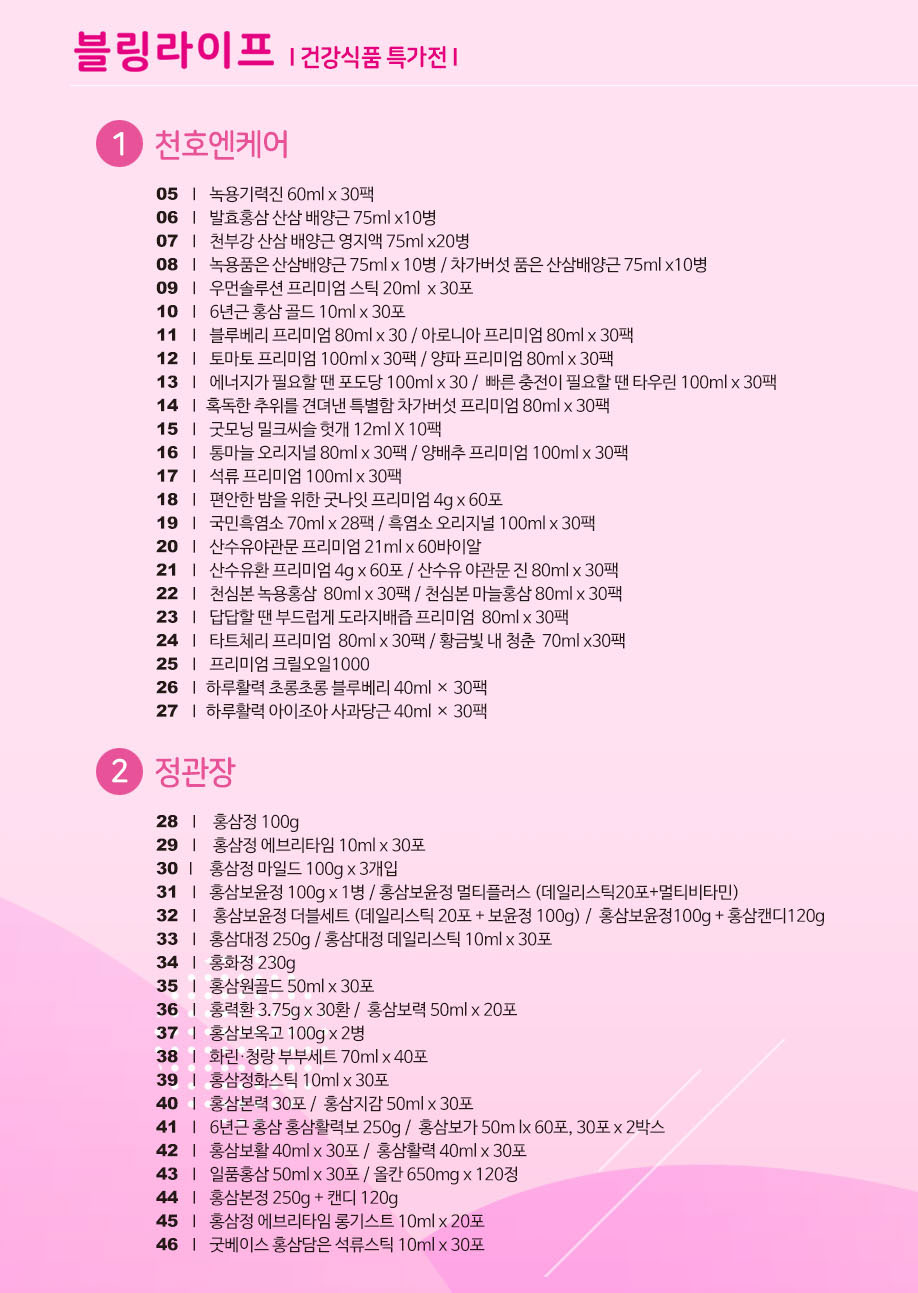 블링라이프 | 건강식품 특가전 |
1 천호엔케어
05 | 녹용기력진 60ml x 30팩
06 | 발효홍삼 산삼 배양근 75ml x10병
07 | 천부강 산삼 배양근 영지액 75ml x20병
08 | 녹용품은 산삼배양근 75ml x 10병 / 차가버섯 품은 산삼배양근 75ml x10병
09 | 우먼솔루션 프리미엄 스틱 20ml x 30포
10 | 6년근 홍삼 골드 10ml x 30포
11 | 블루베리 프리미엄 80ml x 30 / 아로니아 프리미엄 80ml x 30팩
12 | 토마토 프리미엄 100ml x 30팩 / 양파 프리미엄 80ml x 30팩
13 | 에너지가 필요할 땐 포도당 100ml x 30 / 빠른 충전이 필요할 땐 타우린 100ml x 30팩
14 | 혹독한 추위를 견뎌낸 특별함 차가버섯 프리미엄 80ml x 30팩
15 | 굿모닝 밀크씨슬 헛개 12ml X 10팩
16 | 통마늘 오리지널 80ml x 30팩 / 양배추 프리미엄 100ml x 30팩
17 | 석류 프리미엄 100ml x 30팩
18 | 편안한 밤을 위한 굿나잇 프리미엄 4g x 60포
19 | 국민흑염소 70ml x 28팩 / 흑염소 오리지널 100ml x 30팩
20 | 산수유야관문 프리미엄 21ml x 60바이알
21 | 산수유환 프리미엄 4g x 60포 / 산수유 야관문 진 80ml x 30팩
22 | 천심본 녹용홍삼 80ml x 30팩 / 천심본 마늘홍삼 80ml x 30팩
23 | 답답할 땐 부드럽게 도라지배즙 프리미엄 80ml x 30팩
24 | 타트체리 프리미엄 80ml x 30팩 / 황금빛 내 청춘 70ml x30팩
25 | 프리미엄 크릴오일1000
26 | 하루활력 초롱초롱 블루베리 40ml × 30팩
27 | 하루활력 아이조아 사과당근 40ml × 30팩
2 정관장
28 | 홍삼정 100g
29 | 홍삼정 에브리타임 10ml x 30포
30 | 홍삼정 마일드 100g x 3개입
31 | 홍삼보윤정 100g x 1병 / 홍삼보윤정 멀티플러스 (데일리스틱20포+멀티비타민)
32 | 홍삼보윤정 더블세트 (데일리스틱 20포 + 보윤정 100g) / 홍삼보윤정100g + 홍삼캔디120g
33 | 홍삼대정 250g / 홍삼대정 데일리스틱 10ml x 30포
34 | 홍화정 230g
35 | 홍삼원골드 50ml x 30포
36 | 홍력환 3.75g x 30환 / 홍삼보력 50ml x 20포
37 | 홍삼보옥고 100g x 2병
38 | 화린·청랑 부부세트 70ml x 40포
39 | 홍삼정화스틱 10ml x 30포
40 | 홍삼본력 30포 / 홍삼지감 50ml x 30포
41 | 6년근 홍삼 홍삼활력보 250g / 홍삼보가 50m lx 60포, 30포 x 2박스
42 | 홍삼보활 40ml x 30포 / 홍삼활력 40ml x 30포
43 | 일품홍삼 50ml x 30포 / 올칸 650mg x 120정
44 | 홍삼본정 250g + 캔디 120g
45 | 홍삼정 에브리타임 롱기스트 10ml x 20포
46 | 굿베이스 홍삼담은 석류스틱 10ml x 30포